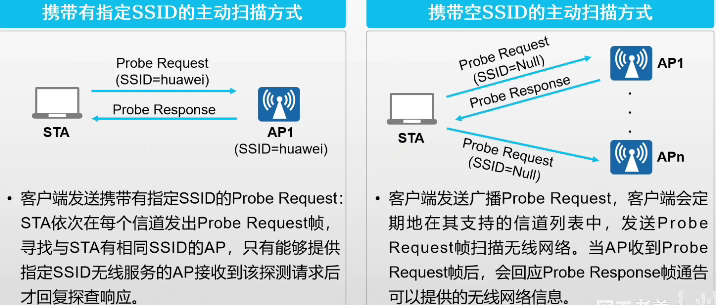 携带有指定SSID的主动扫描方式
Probe Request
(SSID=huawei)
Probe Response
STA
AP1
(SSID=huawei)
• 客户端发送携带有指定SSID的Probe Request：
STA依次在每个信道发出Probe Request帧，
寻找与STA有相同SSID的AP，只有能够提供
指定SSID无线服务的AP接收到该探测请求后
才回复探查响应。
携带空SSID的主动扫描方式
Probe Request
(SSID=Null)
AP1
Probe Response
STA
Probe Request
(SSID=Null)
APn
• 客户端发送广播Probe Request，客户端会定
期地在其支持的信道列表中，发送Probe
Request帧扫描无线网络。当AP收到Probe
Request帧后，会回应Probe Response帧通告
可以提供的无线网络信息。